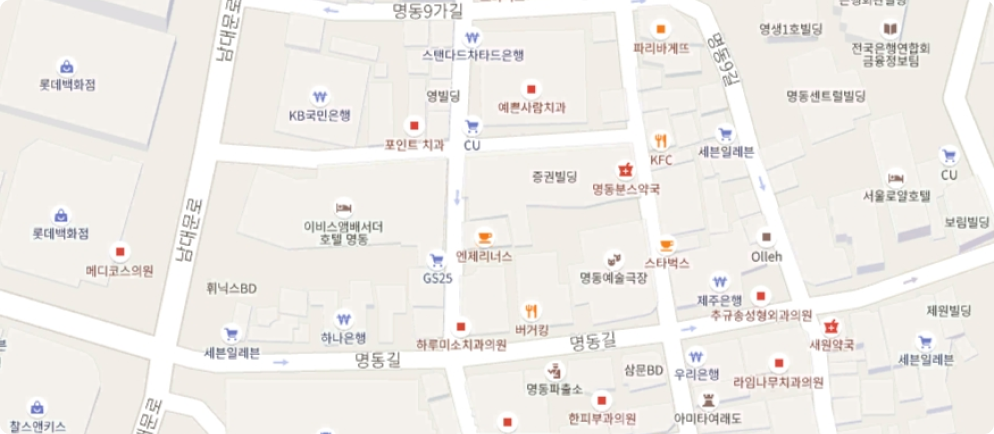 명동9가길
남대문로
스탠다드차타드은행
파리바게뜨
명동9길
영생1호빌딩
전국은행연합회
금융정보팀
롯데백화점
KB국민은행
영빌딩
예쁜사람치과
명동센트럴빌딩
포인트 치과
CU
KFC
세븐일레븐
CU
증권빌딩
명동분스약국
서울로얄호텔
보림빌딩
롯데백화점
이비스앰배서더
호텔 명동
남대문로
메디코스의원
엔제리너스
GS25
명동예술극장
스타벅스
Olleh
휘닉스BD
제주은행
추규송성형외과의원
제원빌딩
세븐일레븐
하나은행
하루미소치과의원
버거킹
명동길
명동길
새원약국
세븐일레븐
명동파출소
삼문BD
우리은행
라임나무치과의원
찰스앤키스
남대문로
한피부과의원
아미타여래도